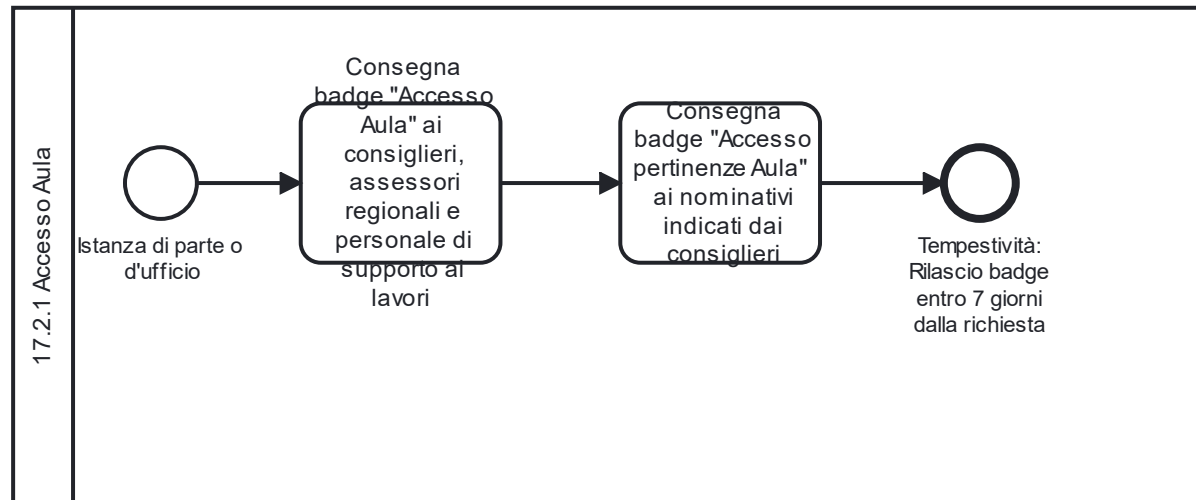 17.2.1 Accesso Aula
Istanza di parte o
d'ufficio
Consegna
badge "Accesso
Aula" ai
consiglieri,
assessori
regionali e
personale di
supporto ai
lavori
Consegna
badge "Accesso
pertinenze Aula"
ai nominativi
indicati dai
consiglieri
Tempestività:
Rilascio badge
entro 7 giorni
dalla richiesta